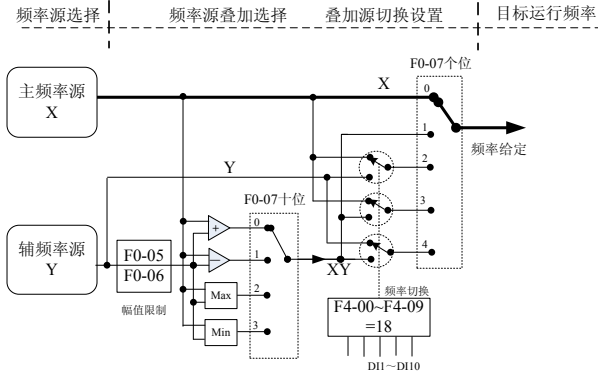 频率源选择 频率源叠加选择 叠加源切换设置 目标运行频率
F0-07个位
主频率源
X
X
0
1
频率给定
2
Y
F0-07十位
3
辅频率源
Y
F0-05
F0-06
幅值限制
+
0
4
−
1
XY
Max
2
频率切换
Min
3
F4-00~F4-09
=18
DI1～DI10